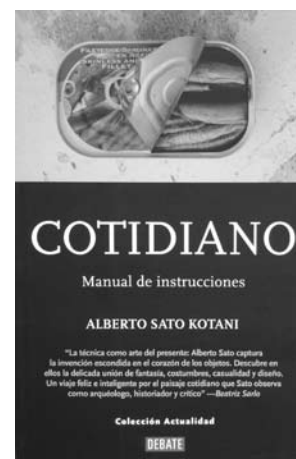 COTIDIANO
Manual de instrucciones
ALBERTO SATO KOTANI
"La técnica como arte del presente: Alberto Sato captura
la invención escondida en el corazón de los objetos. Descubre en
ellos la delicada unión de fantasía, costumbres, casualidad y diseño.
Un viaje feliz e inteligente por el paisaje cotidiano que Sato observa
como arqueólogo, historiador y crítico" —Beatriz Sarlo
Colección Actualidad
DEBATE